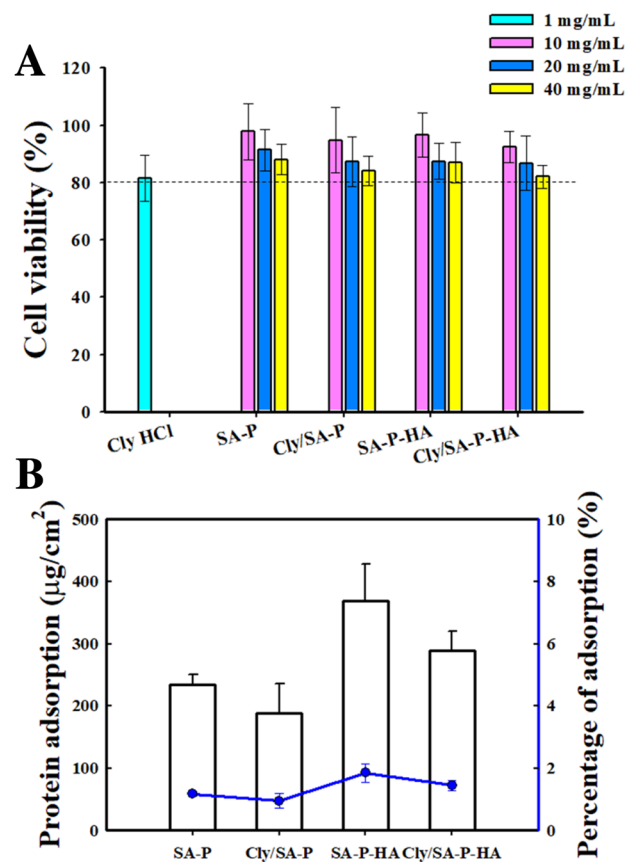 A
1 mg/mL
10 mg/mL
20 mg/mL
40 mg/mL
Cell viability (%)
120
100
80
60
40
20
0
Cly HCl
SA-P
Cly/SA-P
SA-P-HA
Cly/SA-P-HA
B
Protein adsorption (μg/cm²)
500
400
300
200
100
0
10
8
6
4
2
0
Percentage of adsorption (%)
SA-P
Cly/SA-P
SA-P-HA
Cly/SA-P-HA